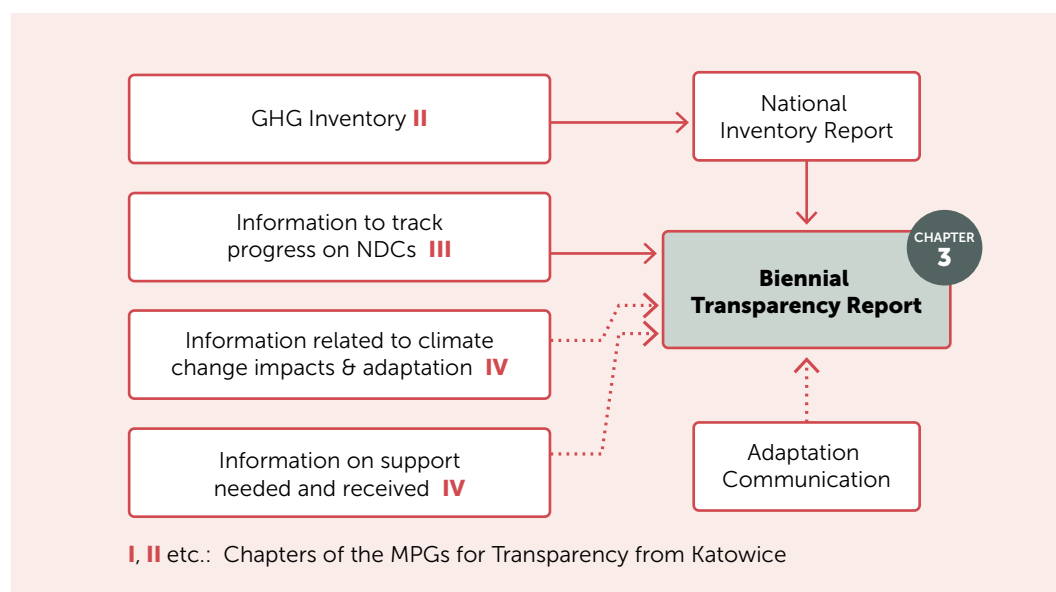 GHG Inventory II
National
Inventory Report
Information to track
progress on NDCs III
CHAPTER
3
Biennial
Transparency Report
Information related to climate
change impacts & adaptation IV
Information on support
needed and received IV
Adaptation
Communication
I, II etc.: Chapters of the MPGs for Transparency from Katowice